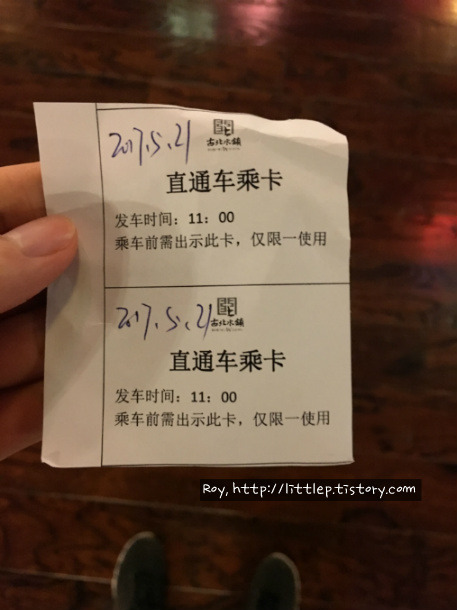 2017.5.21
古北水镇
直通车乘卡
发车时间：11：00
乘车前需出示此卡，仅限一使用
2017.5.21
古北水镇
直通车乘卡
发车时间：11：00
乘车前需出示此卡，仅限一使用
Roy, http://littlep.tistory.com